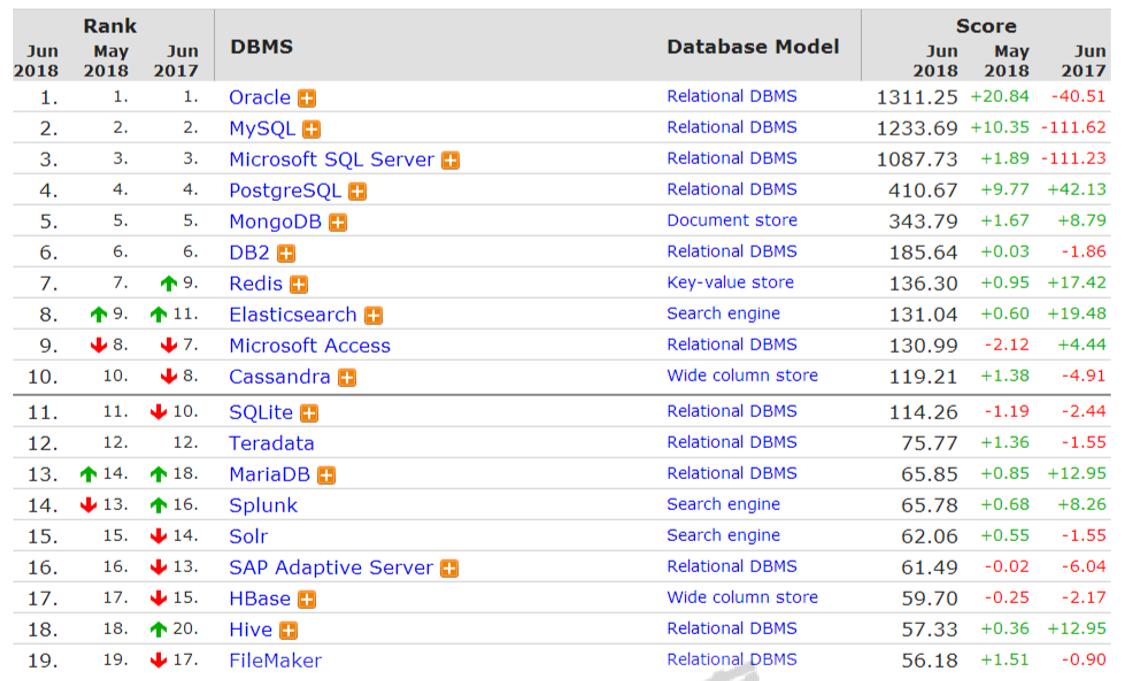 Rank Score
Jun May Jun DBMS Database Model Jun May Jun
2018 2018 2017 2018 2018 2017
1. 1. 1. Oracle Relational DBMS 1311.25 +20.84 -40.51
2. 2. 2. MySQL Relational DBMS 1233.69 +10.35 -111.62
3. 3. 3. Microsoft SQL Server Relational DBMS 1087.73 +1.89 -111.23
4. 4. 4. PostgreSQL Relational DBMS 410.67 +9.77 +42.13
5. 5. 5. MongoDB Document store 343.79 +1.67 +8.79
6. 6. 6. DB2 Relational DBMS 185.64 +0.03 -1.86
7. 7. 9. Redis Key-value store 136.30 +0.95 +17.42
8. 9. 11. Elasticsearch Search engine 131.04 +0.60 +19.48
9. 8. 7. Microsoft Access Relational DBMS 130.99 -2.12 +4.44
10. 10. 8. Cassandra Wide column store 119.21 +1.38 -4.91
11. 11. 10. SQLite Relational DBMS 114.26 -1.19 -2.44
12. 12. 12. Teradata Relational DBMS 75.77 +1.36 -1.55
13. 14. 18. MariaDB Relational DBMS 65.85 +0.85 +12.95
14. 13. 16. Splunk Search engine 65.78 +0.68 +8.26
15. 15. 14. Solr Search engine 62.06 +0.55 -1.55
16. 16. 13. SAP Adaptive Server Relational DBMS 61.49 -0.02 -6.04
17. 17. 15. HBase Wide column store 59.70 -0.25 -2.17
18. 18. 20. Hive Relational DBMS 57.33 +0.36 +12.95
19. 19. 17. FileMaker Relational DBMS 56.18 +1.51 -0.90